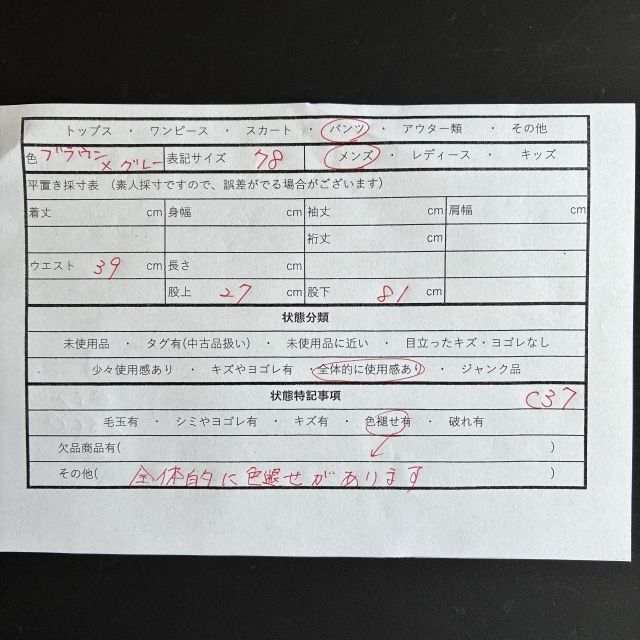 トップス ・ ワンピース ・ スカート ・ パンツ ・ アウター類 ・ その他
色 ブラウン×グレー 表記サイズ 78 メンズ ・ レディース ・ キッズ
平置き採寸表 (素人採寸ですので、誤差がでる場合がございます)
着丈 cm 身幅 cm 袖丈 cm 肩幅 cm
裄丈 cm
ウエスト 39 cm 長さ cm
股上 27 cm 股下 81 cm
状態分類
未使用品 ・ タグ有(中古品扱い) ・ 未使用品に近い ・ 目立ったキズ・ヨゴレなし
少々使用感あり ・ キズやヨゴレ有 ・ 全体的に使用感あり ・ ジャンク品
状態特記事項 C37
毛玉有 ・ シミやヨゴレ有 ・ キズ有 ・ 色褪せ有 ・ 破れ有
欠品商品有( )
その他( 全体的に色褪せがあります )